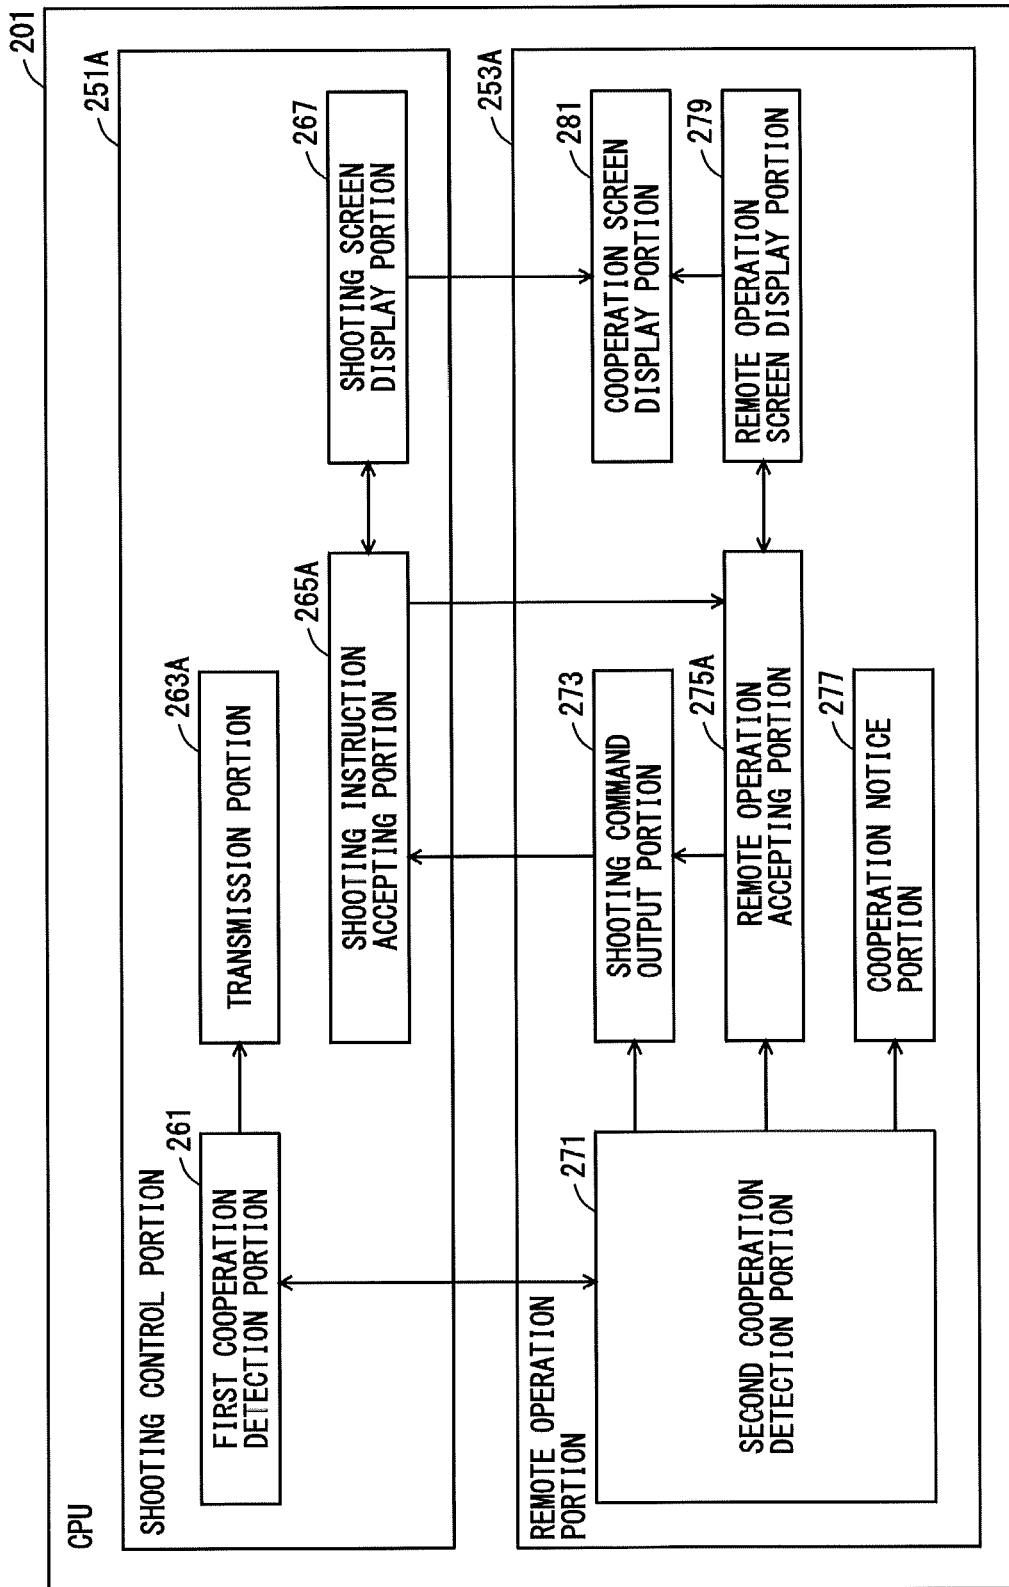 201
CPU
251A
SHOOTING CONTROL PORTION
261
FIRST COOPERATION
DETECTION PORTION
263A
TRANSMISSION PORTION
265A
SHOOTING INSTRUCTION
ACCEPTING PORTION
267
SHOOTING SCREEN
DISPLAY PORTION
253A
REMOTE OPERATION
PORTION
271
SECOND COOPERATION
DETECTION PORTION
273
SHOOTING COMMAND
OUTPUT PORTION
275A
REMOTE OPERATION
ACCEPTING PORTION
277
COOPERATION NOTICE
PORTION
281
COOPERATION SCREEN
DISPLAY PORTION
279
REMOTE OPERATION
SCREEN DISPLAY PORTION